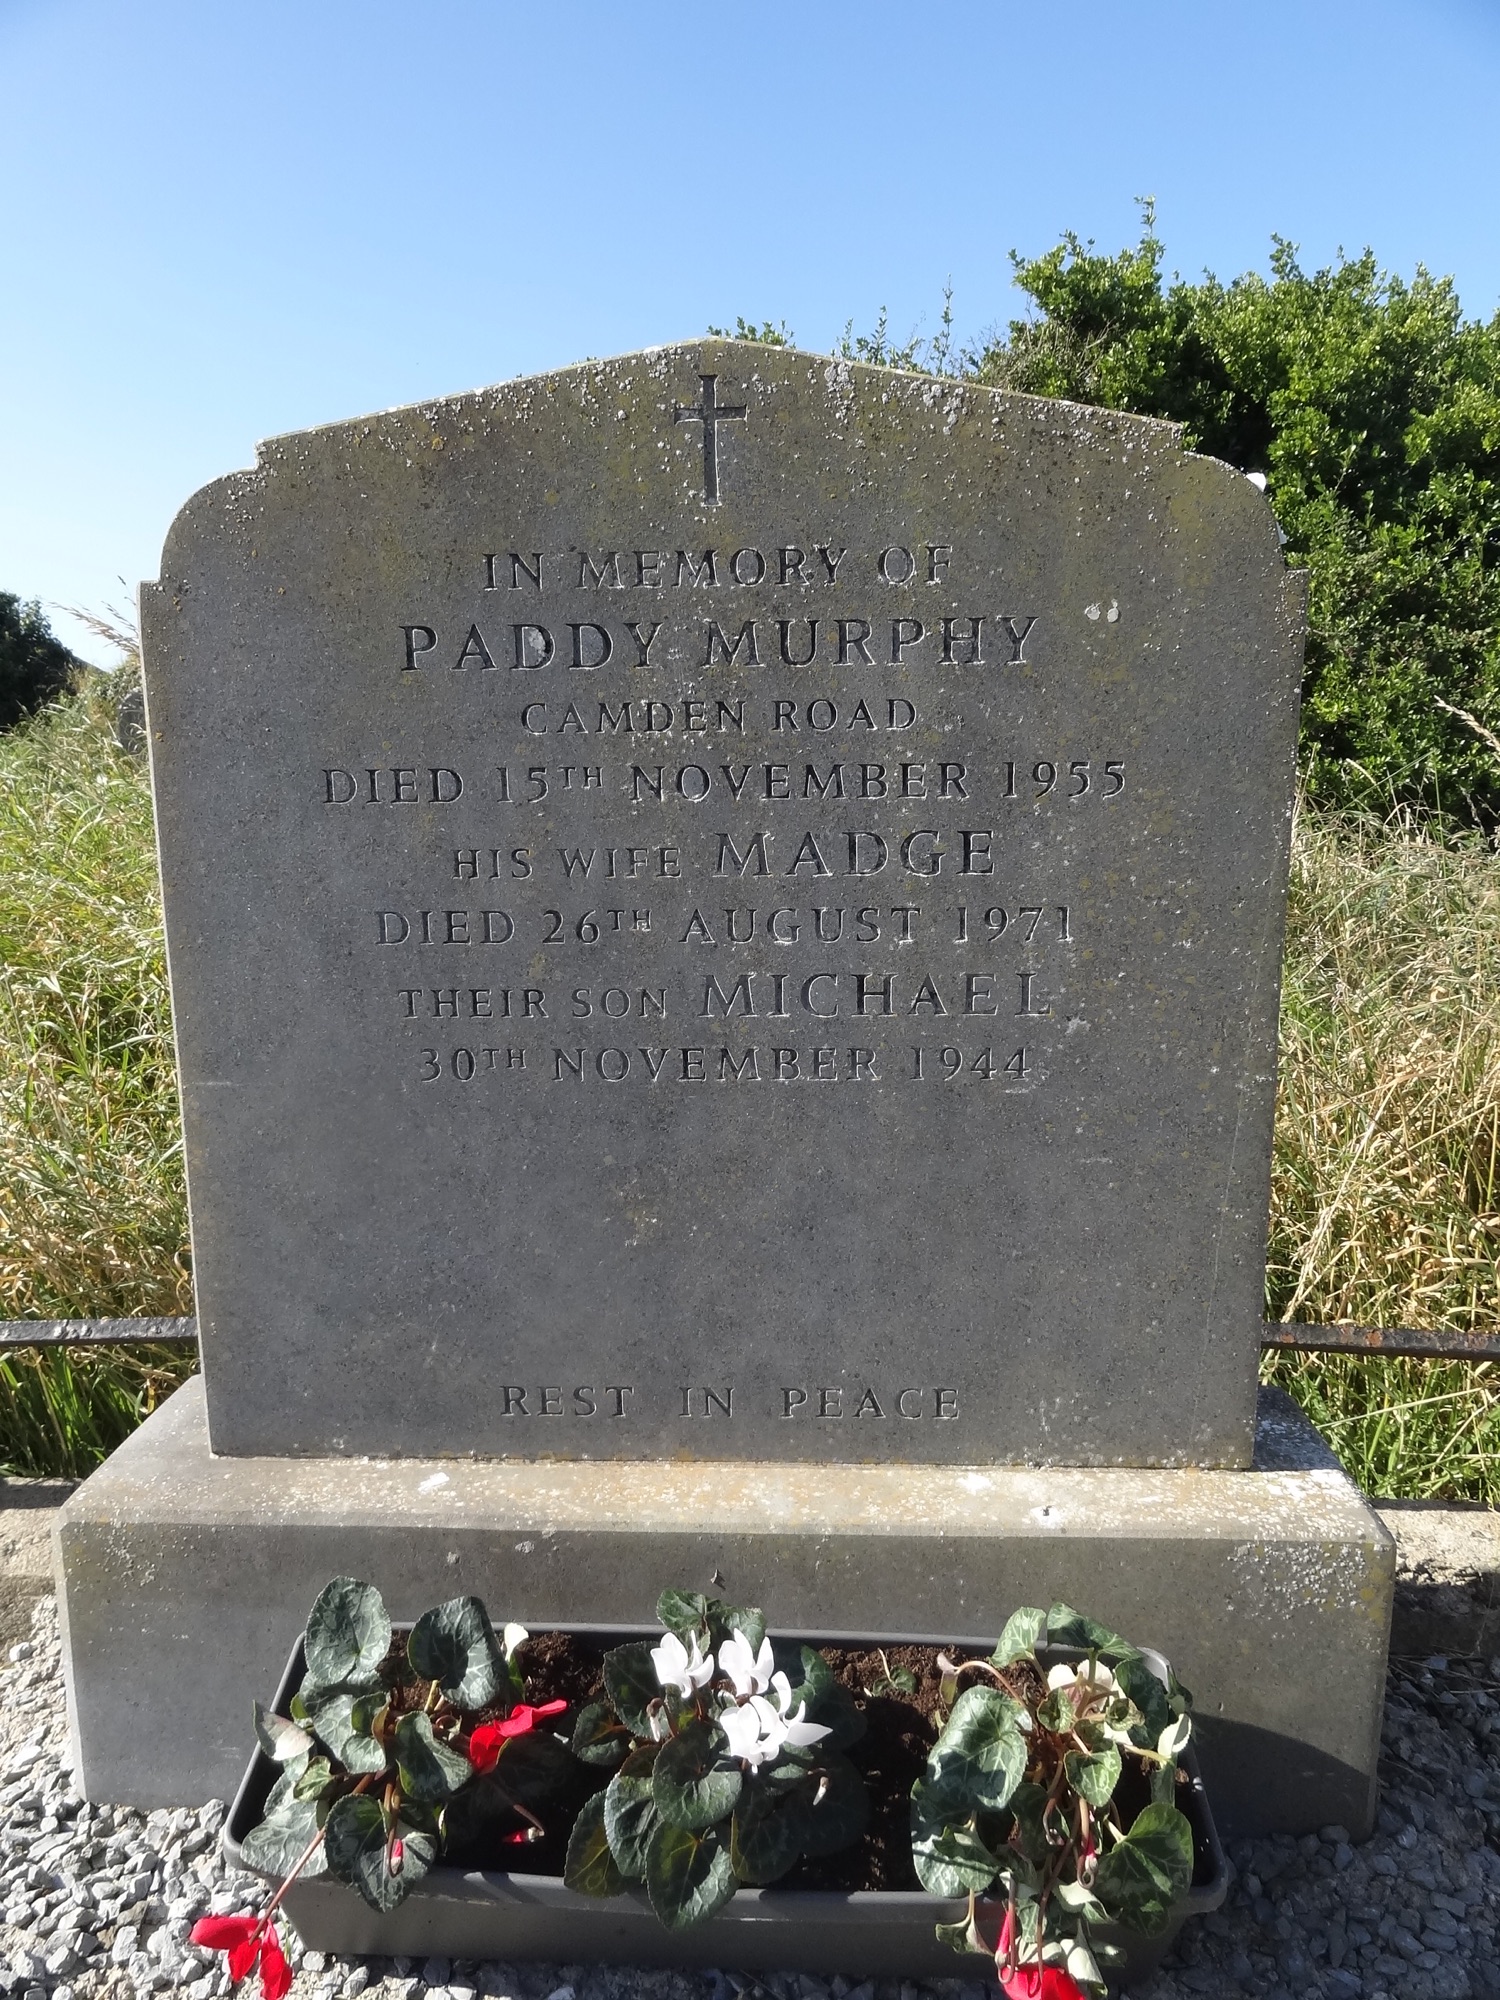 IN MEMORY OF
PADDY MURPHY
CAMDEN ROAD
DIED 15TH NOVEMBER 1955
HIS WIFE MADGE
DIED 26TH AUGUST 1971
THEIR SON MICHAEL
30TH NOVEMBER 1944
REST IN PEACE